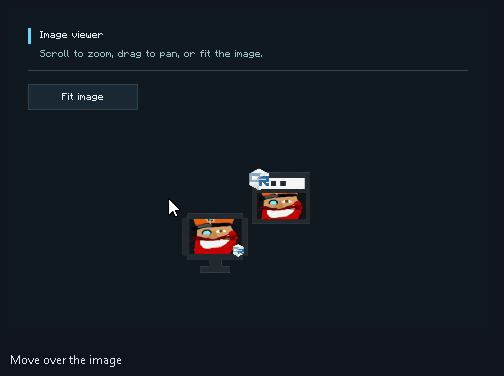 Image viewer
Scroll to zoom, drag to pan, or fit the image.
Fit image
Move over the image